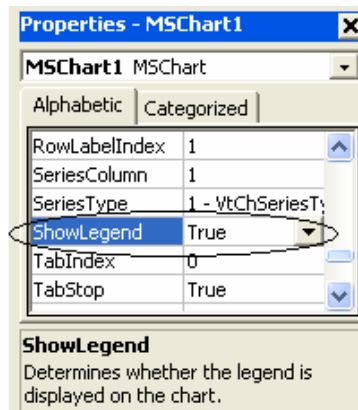 Properties - MSChart1
MSChart1 MSChart
Alphabetic Categorized
RowLabelIndex 1
SeriesColumn 1
SeriesType 1 - VtChSeriesTy
ShowLegend True
TabIndex 0
TabStop True
ShowLegend
Determines whether the legend is
displayed on the chart.